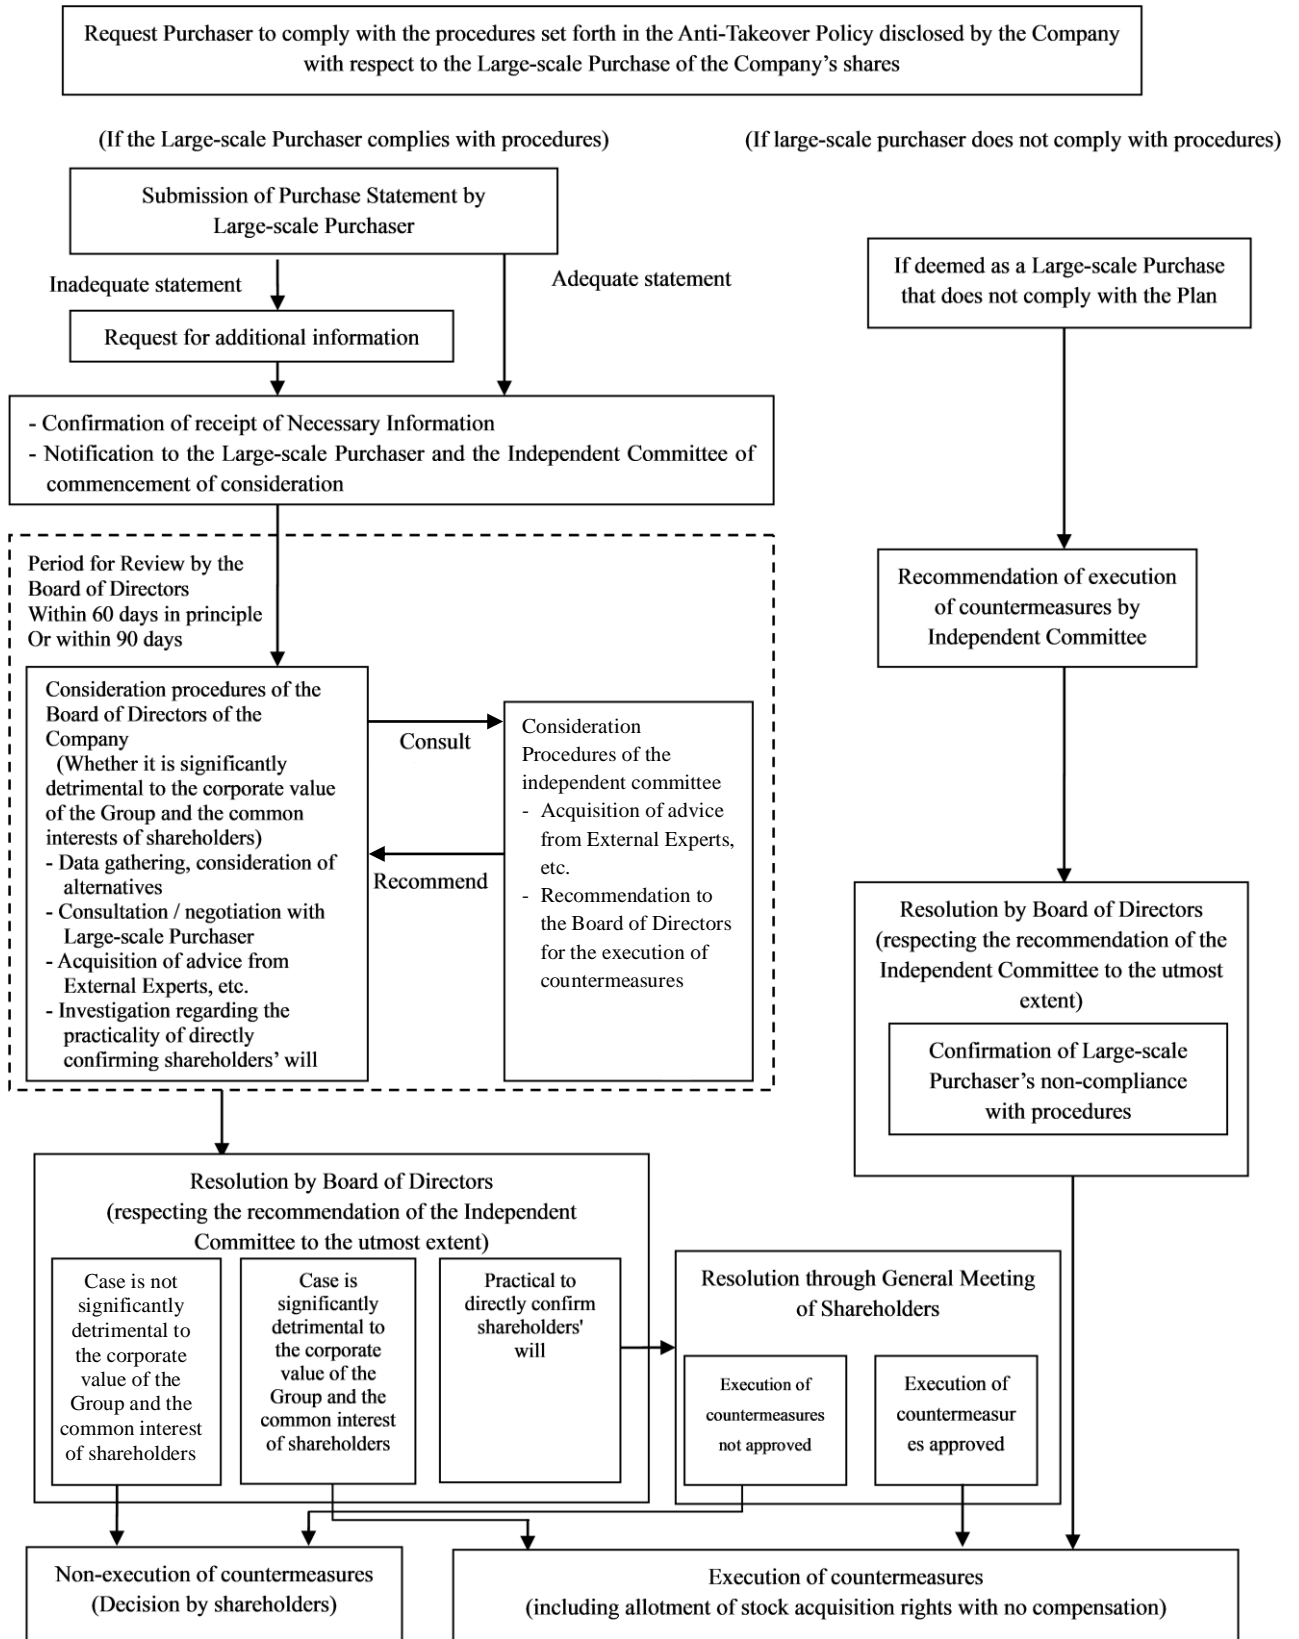 Request Purchaser to comply with the procedures set forth in the Anti-Takeover Policy disclosed by the Company
with respect to the Large-scale Purchase of the Company's shares
(If the Large-scale Purchaser complies with procedures)
(If large-scale purchaser does not comply with procedures)
Submission of Purchase Statement by
Large-scale Purchaser
Inadequate statement
Adequate statement
Request for additional information
- Confirmation of receipt of Necessary Information
- Notification to the Large-scale Purchaser and the Independent Committee of
commencement of consideration
Period for Review by the
Board of Directors
Within 60 days in principle
Or within 90 days
Consideration procedures of the
Board of Directors of the
Company
(Whether it is significantly
detrimental to the corporate value
of the Group and the common
interests of shareholders)
- Data gathering, consideration of
alternatives
- Consultation / negotiation with
Large-scale Purchaser
- Acquisition of advice from
External Experts, etc.
- Investigation regarding the
practicality of directly
confirming shareholders' will
Consult
Recommend
Consideration
Procedures of the
independent committee
- Acquisition of advice
from External Experts,
etc.
- Recommendation to
the Board of Directors
for the execution of
countermeasures
If deemed as a Large-scale Purchase
that does not comply with the Plan
Recommendation of execution
of countermeasures by
Independent Committee
Resolution by Board of Directors
(respecting the recommendation of the
Independent Committee to the utmost
extent)
Confirmation of Large-scale
Purchaser's non-compliance
with procedures
Resolution by Board of Directors
(respecting the recommendation of the Independent
Committee to the utmost extent)
Case is not
significantly
detrimental to
the corporate
value of the
Group and the
common interest
of shareholders
Case is
significantly
detrimental to
the corporate
value of the
Group and the
common interest
of shareholders
Practical to
directly confirm
shareholders'
will
Resolution through General Meeting
of Shareholders
Execution of
countermeasures
not approved
Execution of
countermeasur
es approved
Non-execution of countermeasures
(Decision by shareholders)
Execution of countermeasures
(including allotment of stock acquisition rights with no compensation)